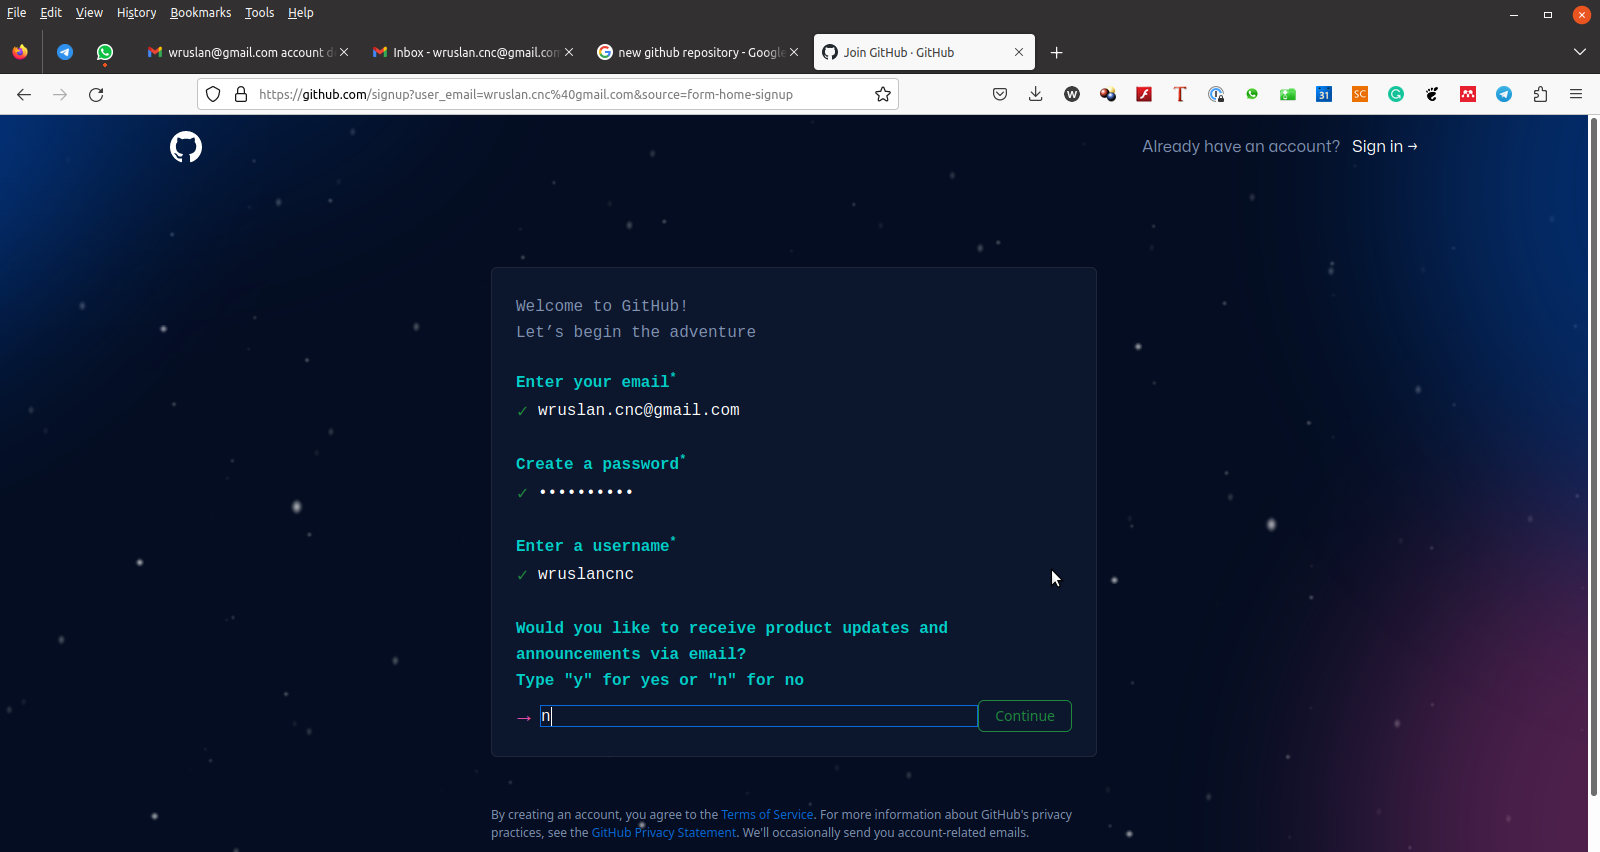 File Edit View History Bookmarks Tools Help
wruslan@gmail.com account d
Inbox - wruslan.cnc@gmail.com
new github repository - Google
Join GitHub · GitHub
https://github.com/signup?user_email=wruslan.cnc%40gmail.com&source=form-home-signup
W
T
31
SC
G
Already have an account? Sign in →
Welcome to GitHub!
Let’s begin the adventure
Enter your email*
✓ wruslan.cnc@gmail.com
Create a password*
✓ ••••••••••
Enter a username*
✓ wruslancnc
Would you like to receive product updates and
announcements via email?
Type "y" for yes or "n" for no
→ n Continue
By creating an account, you agree to the Terms of Service. For more information about GitHub's privacy
practices, see the GitHub Privacy Statement. We'll occasionally send you account-related emails.